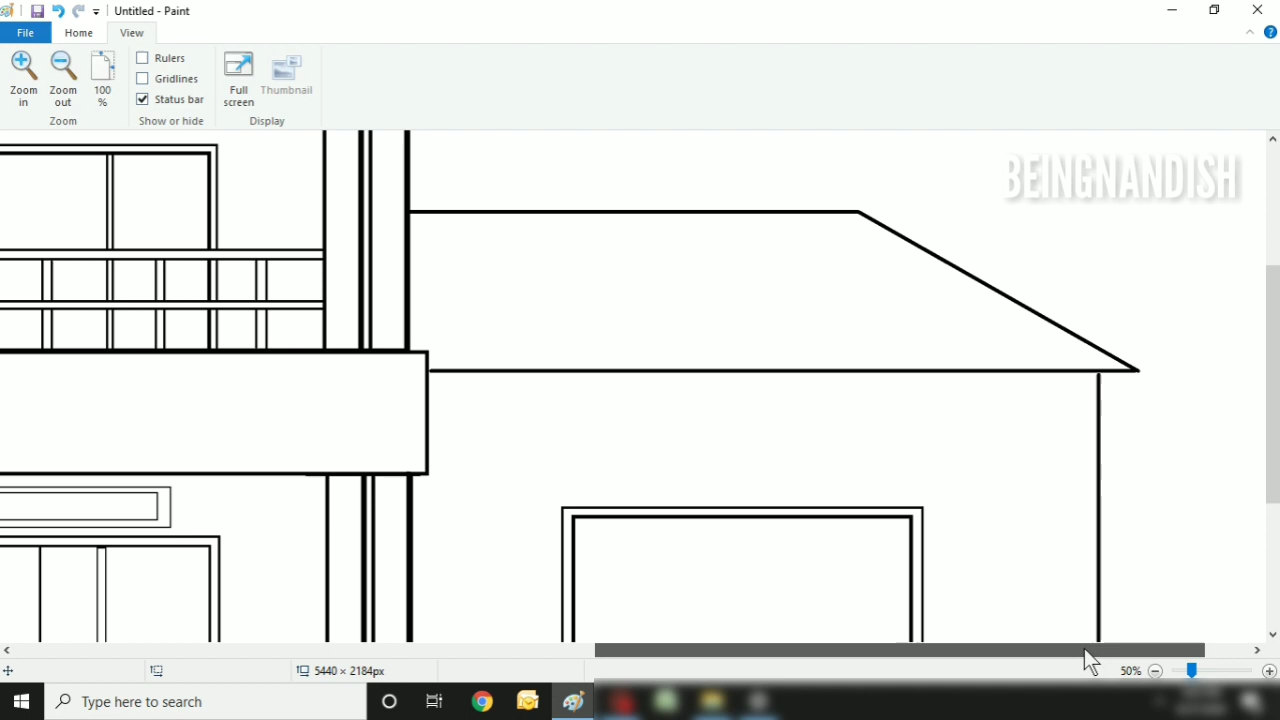 Untitled - Paint
File
Home
View
Zoom in
Zoom out
100 %
Rulers
Gridlines
Status bar
Full screen
Thumbnail
Zoom
Show or hide
Display
BEINGNANDISH
5440 × 2184px
50%
Type here to search